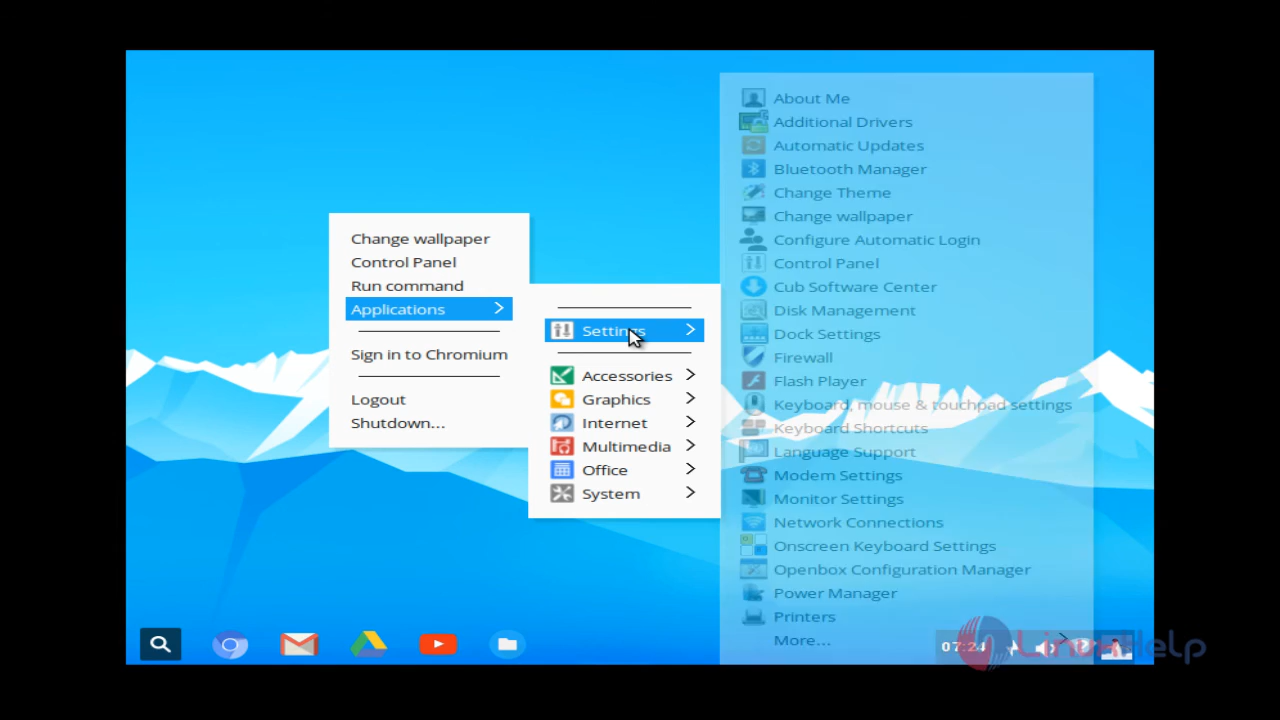 Change wallpaper
Control Panel
Run command
Applications
Sign in to Chromium
Logout
Shutdown...
Settings
Accessories
Graphics
Internet
Multimedia
Office
System
About Me
Additional Drivers
Automatic Updates
Bluetooth Manager
Change Theme
Change wallpaper
Configure Automatic Login
Control Panel
Cub Software Center
Disk Management
Dock Settings
Firewall
Flash Player
Keyboard, mouse & touchpad settings
Keyboard Shortcuts
Language Support
Modem Settings
Monitor Settings
Network Connections
Onscreen Keyboard Settings
Openbox Configuration Manager
Power Manager
Printers
More...
07:24
LinuxHelp